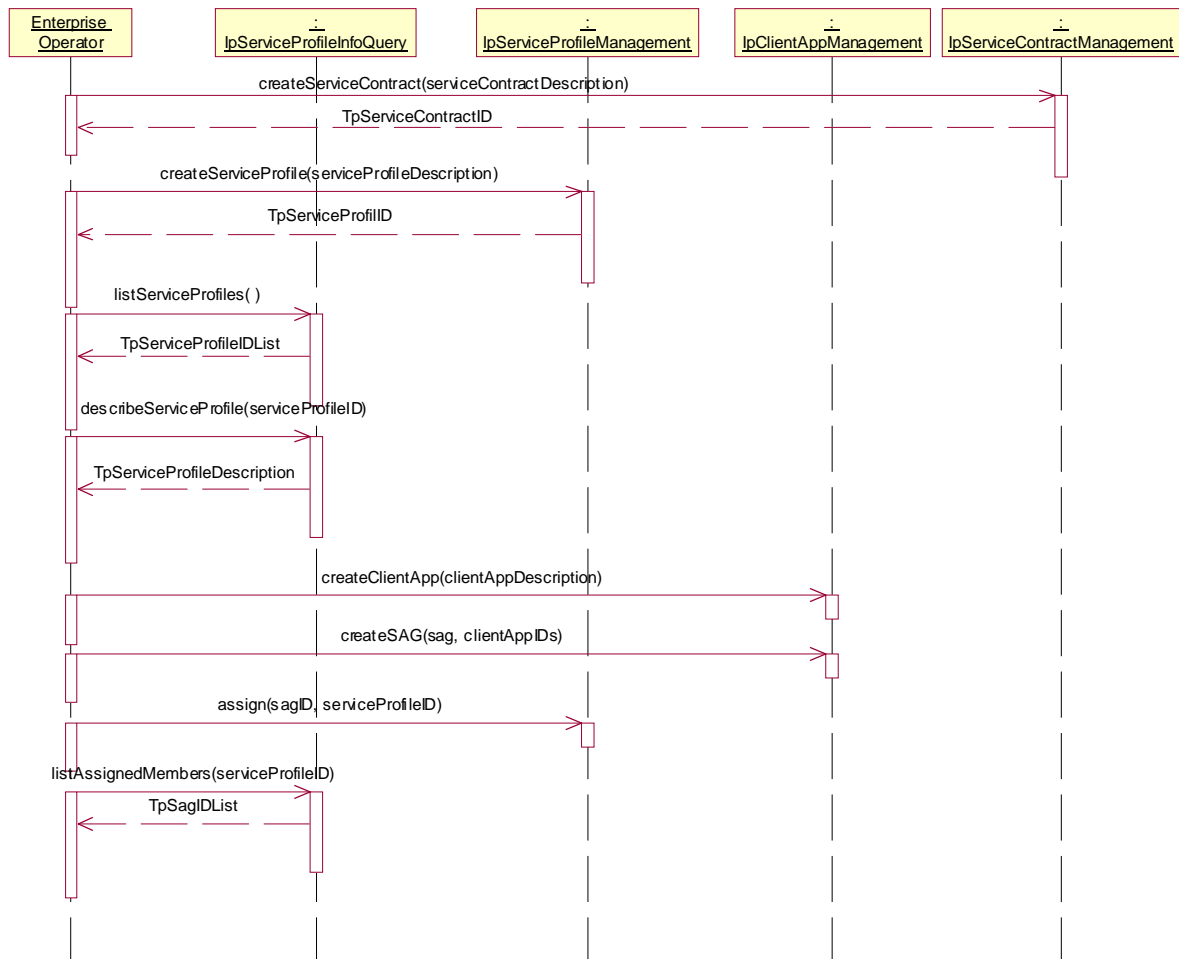 Enterprise
Operator
:
IpServiceProfileInfoQuery
:
IpServiceProfileManagement
:
IpClientAppManagement
:
IpServiceContractManagement
createServiceContract(serviceContractDescription)
TpServiceContractID
createServiceProfile(serviceProfileDescription)
TpServiceProfilID
listServiceProfiles( )
TpServiceProfileIDList
describeServiceProfile(serviceProfileID)
TpServiceProfileDescription
createClientApp(clientAppDescription)
createSAG(sag, clientAppIDs)
assign(sagID, serviceProfileID)
listAssignedMembers(serviceProfileID)
TpSagIDList